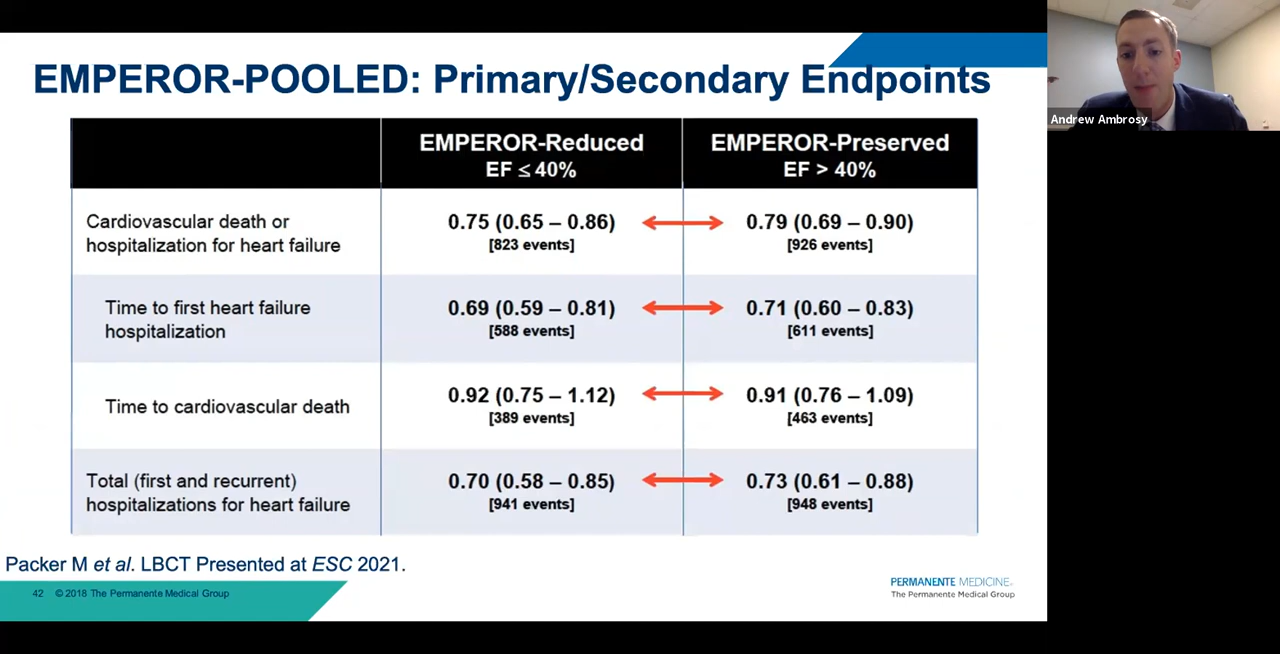 EMPEROR-POOLED: Primary/Secondary Endpoints
Andrew Ambrosy
EMPEROR-Reduced
EF ≤ 40%
EMPEROR-Preserved
EF > 40%
Cardiovascular death or
hospitalization for heart failure
0.75 (0.65 – 0.86)
[823 events]
0.79 (0.69 – 0.90)
[926 events]
Time to first heart failure
hospitalization
0.69 (0.59 – 0.81)
[588 events]
0.71 (0.60 – 0.83)
[611 events]
Time to cardiovascular death
0.92 (0.75 – 1.12)
[389 events]
0.91 (0.76 – 1.09)
[463 events]
Total (first and recurrent)
hospitalizations for heart failure
0.70 (0.58 – 0.85)
[941 events]
0.73 (0.61 – 0.88)
[948 events]
Packer M et al. LBCT Presented at ESC 2021.
42 © 2018 The Permanente Medical Group
PERMANENTE MEDICINE
The Permanente Medical Group